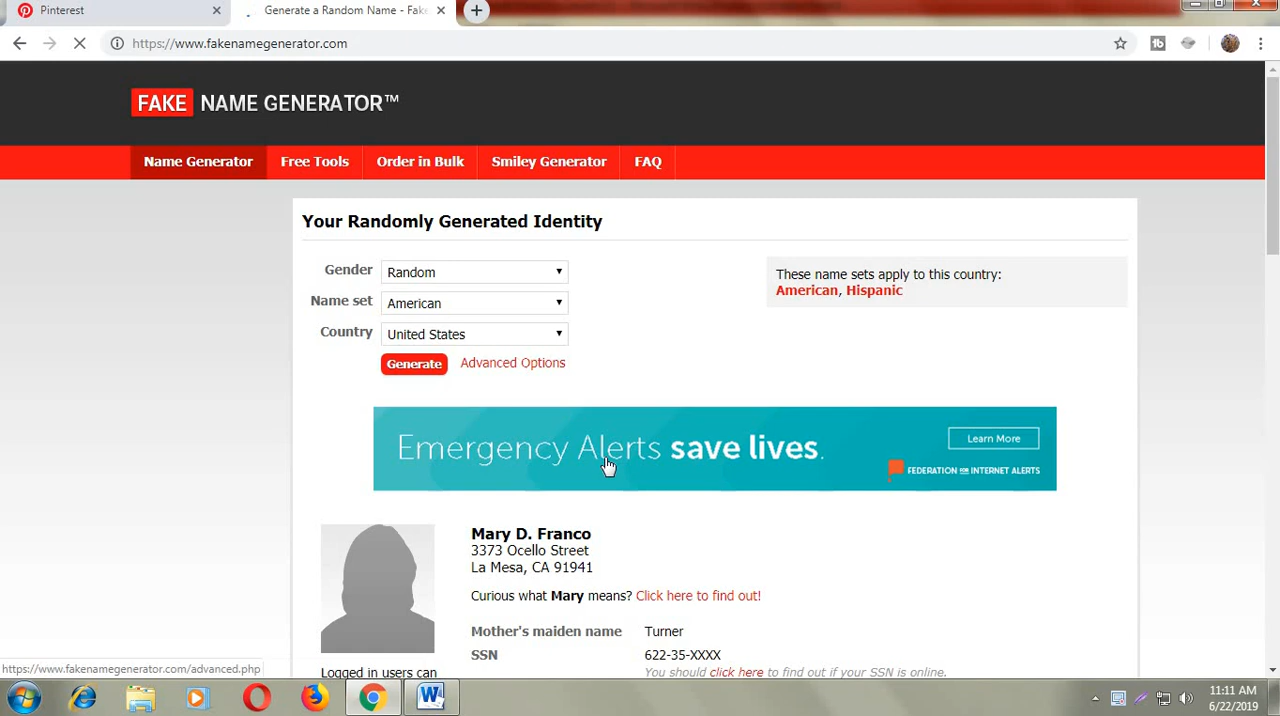 Pinterest
Generate a Random Name - Fake
https://www.fakenamegenerator.com
FAKE NAME GENERATOR™
Name Generator Free Tools Order in Bulk Smiley Generator FAQ
Your Randomly Generated Identity
Gender Random
Name set American
Country United States
Generate Advanced Options
These name sets apply to this country:
American, Hispanic
Emergency Alerts save lives.
Learn More
FEDERATION FOR INTERNET ALERTS
Mary D. Franco
3373 Ocello Street
La Mesa, CA 91941
Curious what Mary means? Click here to find out!
Mother's maiden name Turner
SSN 622-35-XXXX
You should click here to find out if your SSN is online.
Logged in users can
https://www.fakenamegenerator.com/advanced.php
11:11 AM
6/22/2019